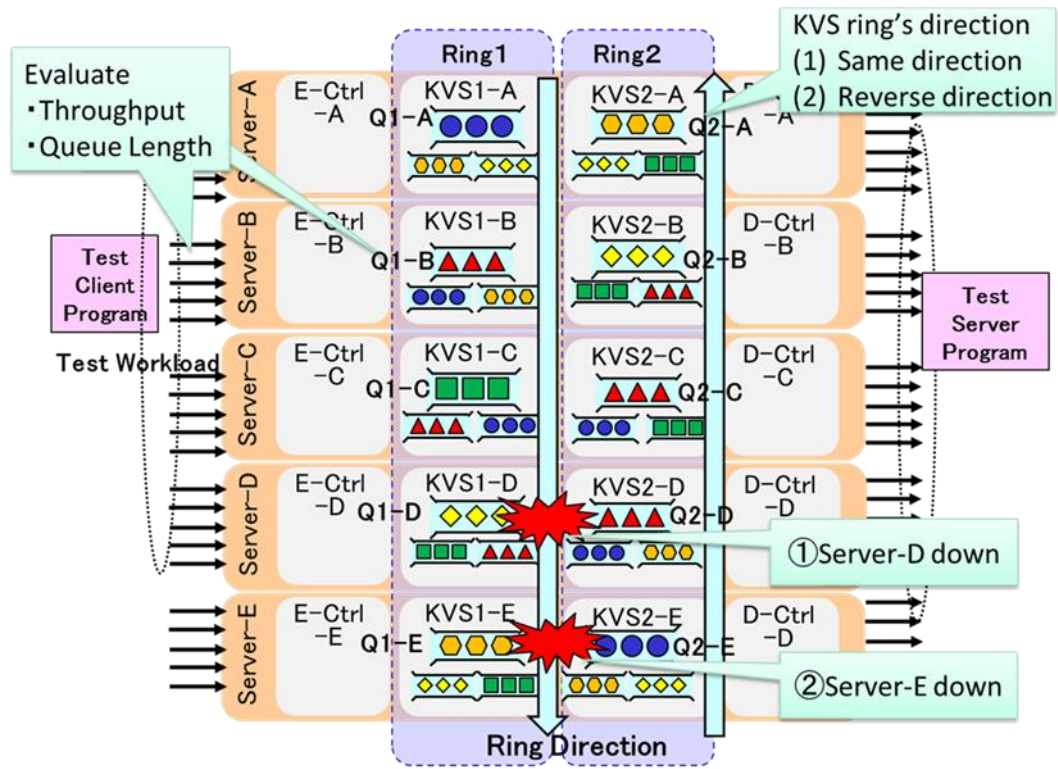 Ring1
Ring2
KVS ring's direction
(1) Same direction
(2) Reverse direction
Evaluate
・Throughput
・Queue Length
Server-A
E-Ctrl
-A
Q1-A
KVS1-A
KVS2-A
Q2-A
-A
Server-B
E-Ctrl
-B
Q1-B
KVS1-B
KVS2-B
Q2-B
D-Ctrl
-B
Test
Client
Program
Test Workload
Test
Server
Program
Server-C
E-Ctrl
-C
Q1-C
KVS1-C
KVS2-C
Q2-C
D-Ctrl
-C
Server-D
E-Ctrl
-D
Q1-D
KVS1-D
KVS2-D
Q2-D
D-Ctrl
-D
①Server-D down
Server-E
E-Ctrl
-E
Q1-E
KVS1-E
KVS2-E
Q2-E
D-Ctrl
-D
②Server-E down
Ring Direction